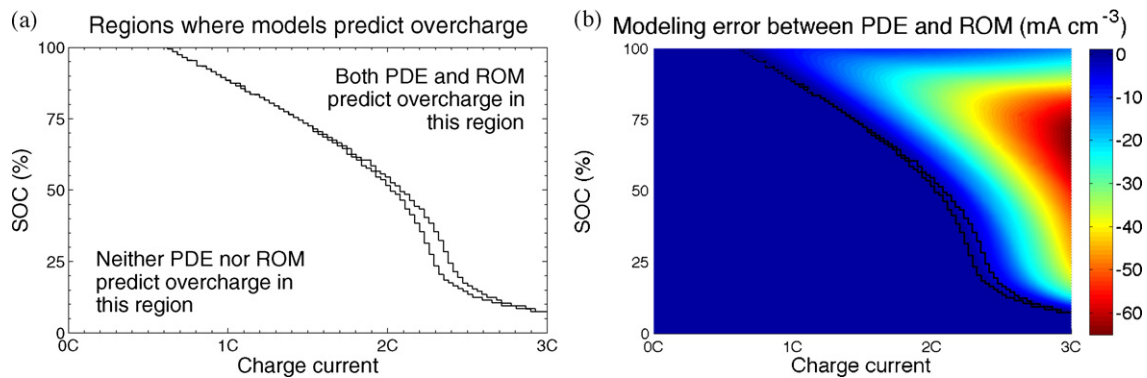 (a)
Regions where models predict overcharge
100
75
50
25
0
SOC (%)
Both PDE and ROM
predict overcharge in
this region
Neither PDE nor ROM
predict overcharge in
this region
0C
1C
2C
3C
Charge current
(b)
Modeling error between PDE and ROM (mA cm⁻³)
100
75
50
25
0
SOC (%)
0C
1C
2C
3C
Charge current
0
-10
-20
-30
-40
-50
-60